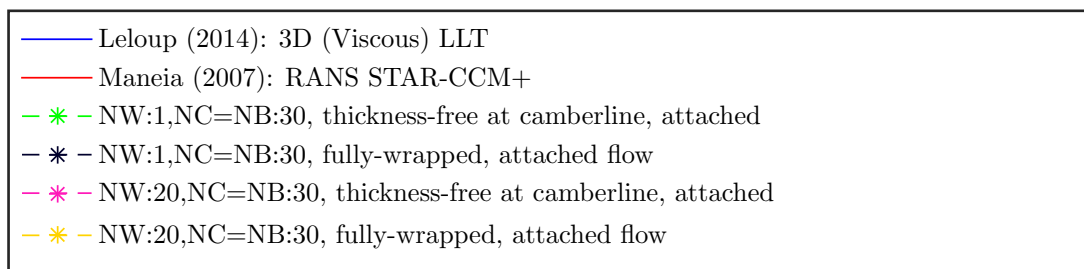 Leloup (2014): 3D (Viscous) LLT
Maneia (2007): RANS STAR-CCM+
NW:1,NC=NB:30, thickness-free at camberline, attached
NW:1,NC=NB:30, fully-wrapped, attached flow
NW:20,NC=NB:30, thickness-free at camberline, attached
NW:20,NC=NB:30, fully-wrapped, attached flow